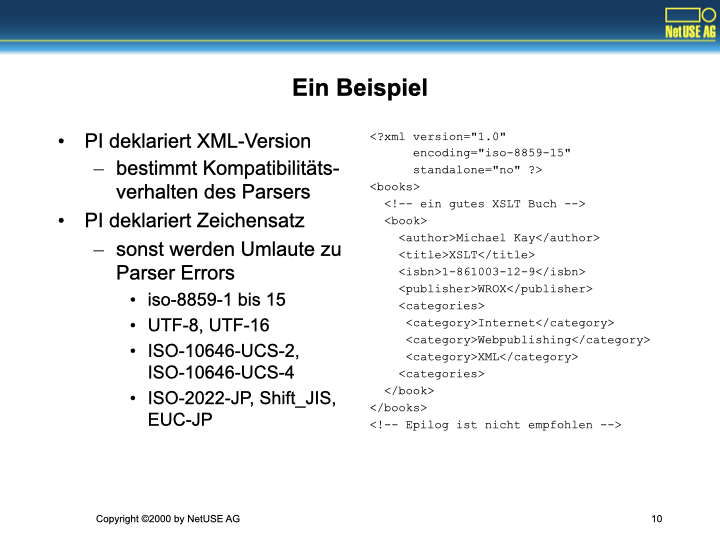 NetUSE AG
Ein Beispiel
• PI deklariert XML-Version
– bestimmt Kompatibilitäts-
verhalten des Parsers
• PI deklariert Zeichensatz
– sonst werden Umlaute zu
Parser Errors
• iso-8859-1 bis 15
• UTF-8, UTF-16
• ISO-10646-UCS-2,
ISO-10646-UCS-4
• ISO-2022-JP, Shift_JIS,
EUC-JP
<?xml version="1.0"
encoding="iso-8859-15"
standalone="no" ?>
<books>
<!-- ein gutes XSLT Buch -->
<book>
<author>Michael Kay</author>
<title>XSLT</title>
<isbn>1-861003-12-9</isbn>
<publisher>WROX</publisher>
<categories>
<category>Internet</category>
<category>Webpublishing</category>
<category>XML</category>
<categories>
</book>
</books>
<!-- Epilog ist nicht empfohlen -->
Copyright ©2000 by NetUSE AG
10